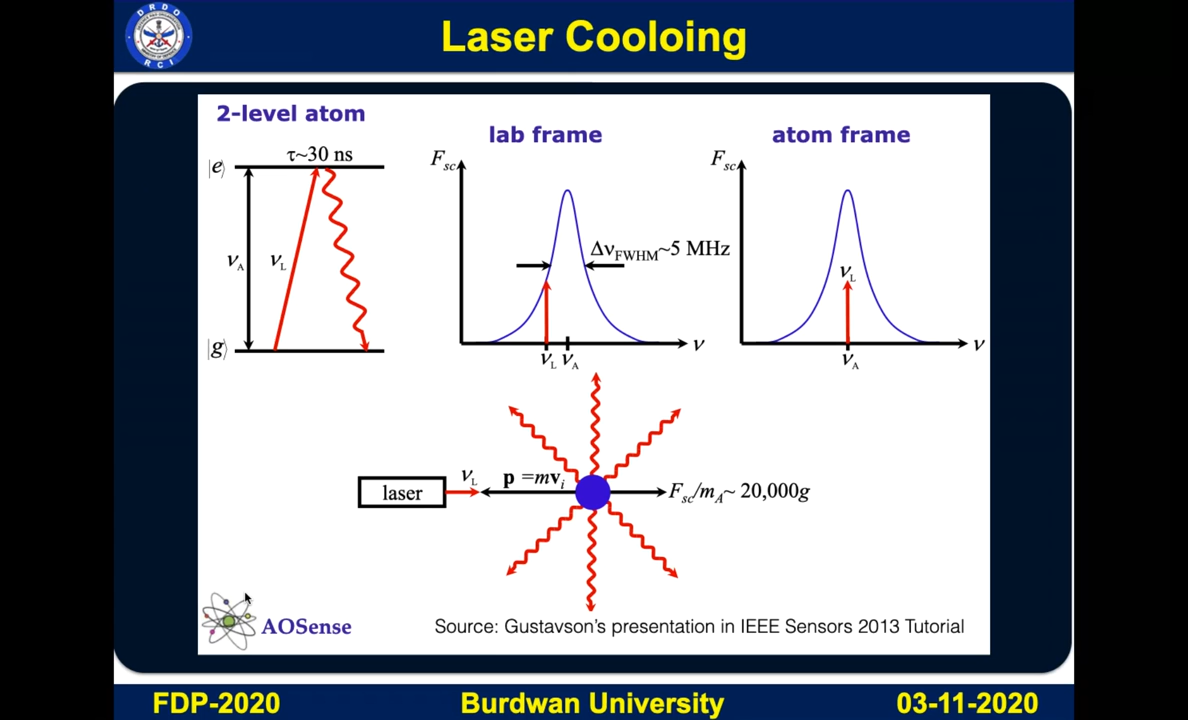 DRDO
RCI
Laser Cooloing
2-level atom
lab frame
atom frame
|e⟩
τ~30 ns
F_sc
F_sc
ν_A
ν_L
Δν_FWHM~5 MHz
ν_L
|g⟩
ν_L ν_A
ν
ν_A
ν
laser
ν_L
p =mv_i
F_sc/m_A~ 20,000g
AOSense
Source: Gustavson's presentation in IEEE Sensors 2013 Tutorial
FDP-2020
Burdwan University
03-11-2020